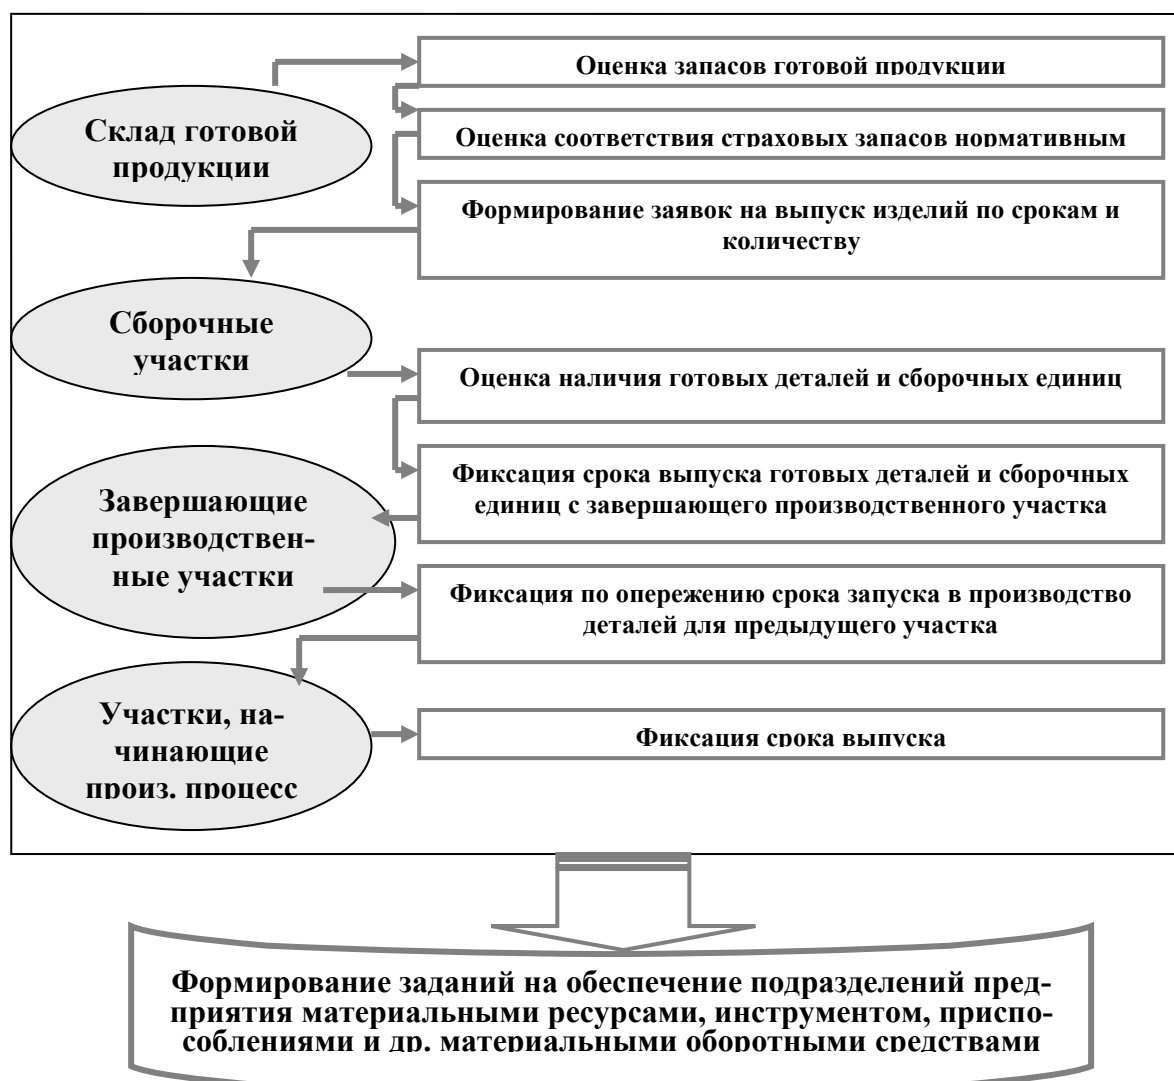 Оценка запасов готовой продукции
Склад готовой
продукции
Оценка соответствия страховых запасов нормативным
Формирование заявок на выпуск изделий по срокам и
количеству
Сборочные
участки
Оценка наличия готовых деталей и сборочных единиц
Фиксация срока выпуска готовых деталей и сборочных
единиц с завершающего производственного участка
Завершающие
производствен-
ные участки
Фиксация по опережению срока запуска в производство
деталей для предыдущего участка
Участки, на-
чинающие
произ. процесс
Фиксация срока выпуска
Формирование заданий на обеспечение подразделений пред-
приятия материальными ресурсами, инструментом, приспо-
соблениями и др. материальными оборотными средствами